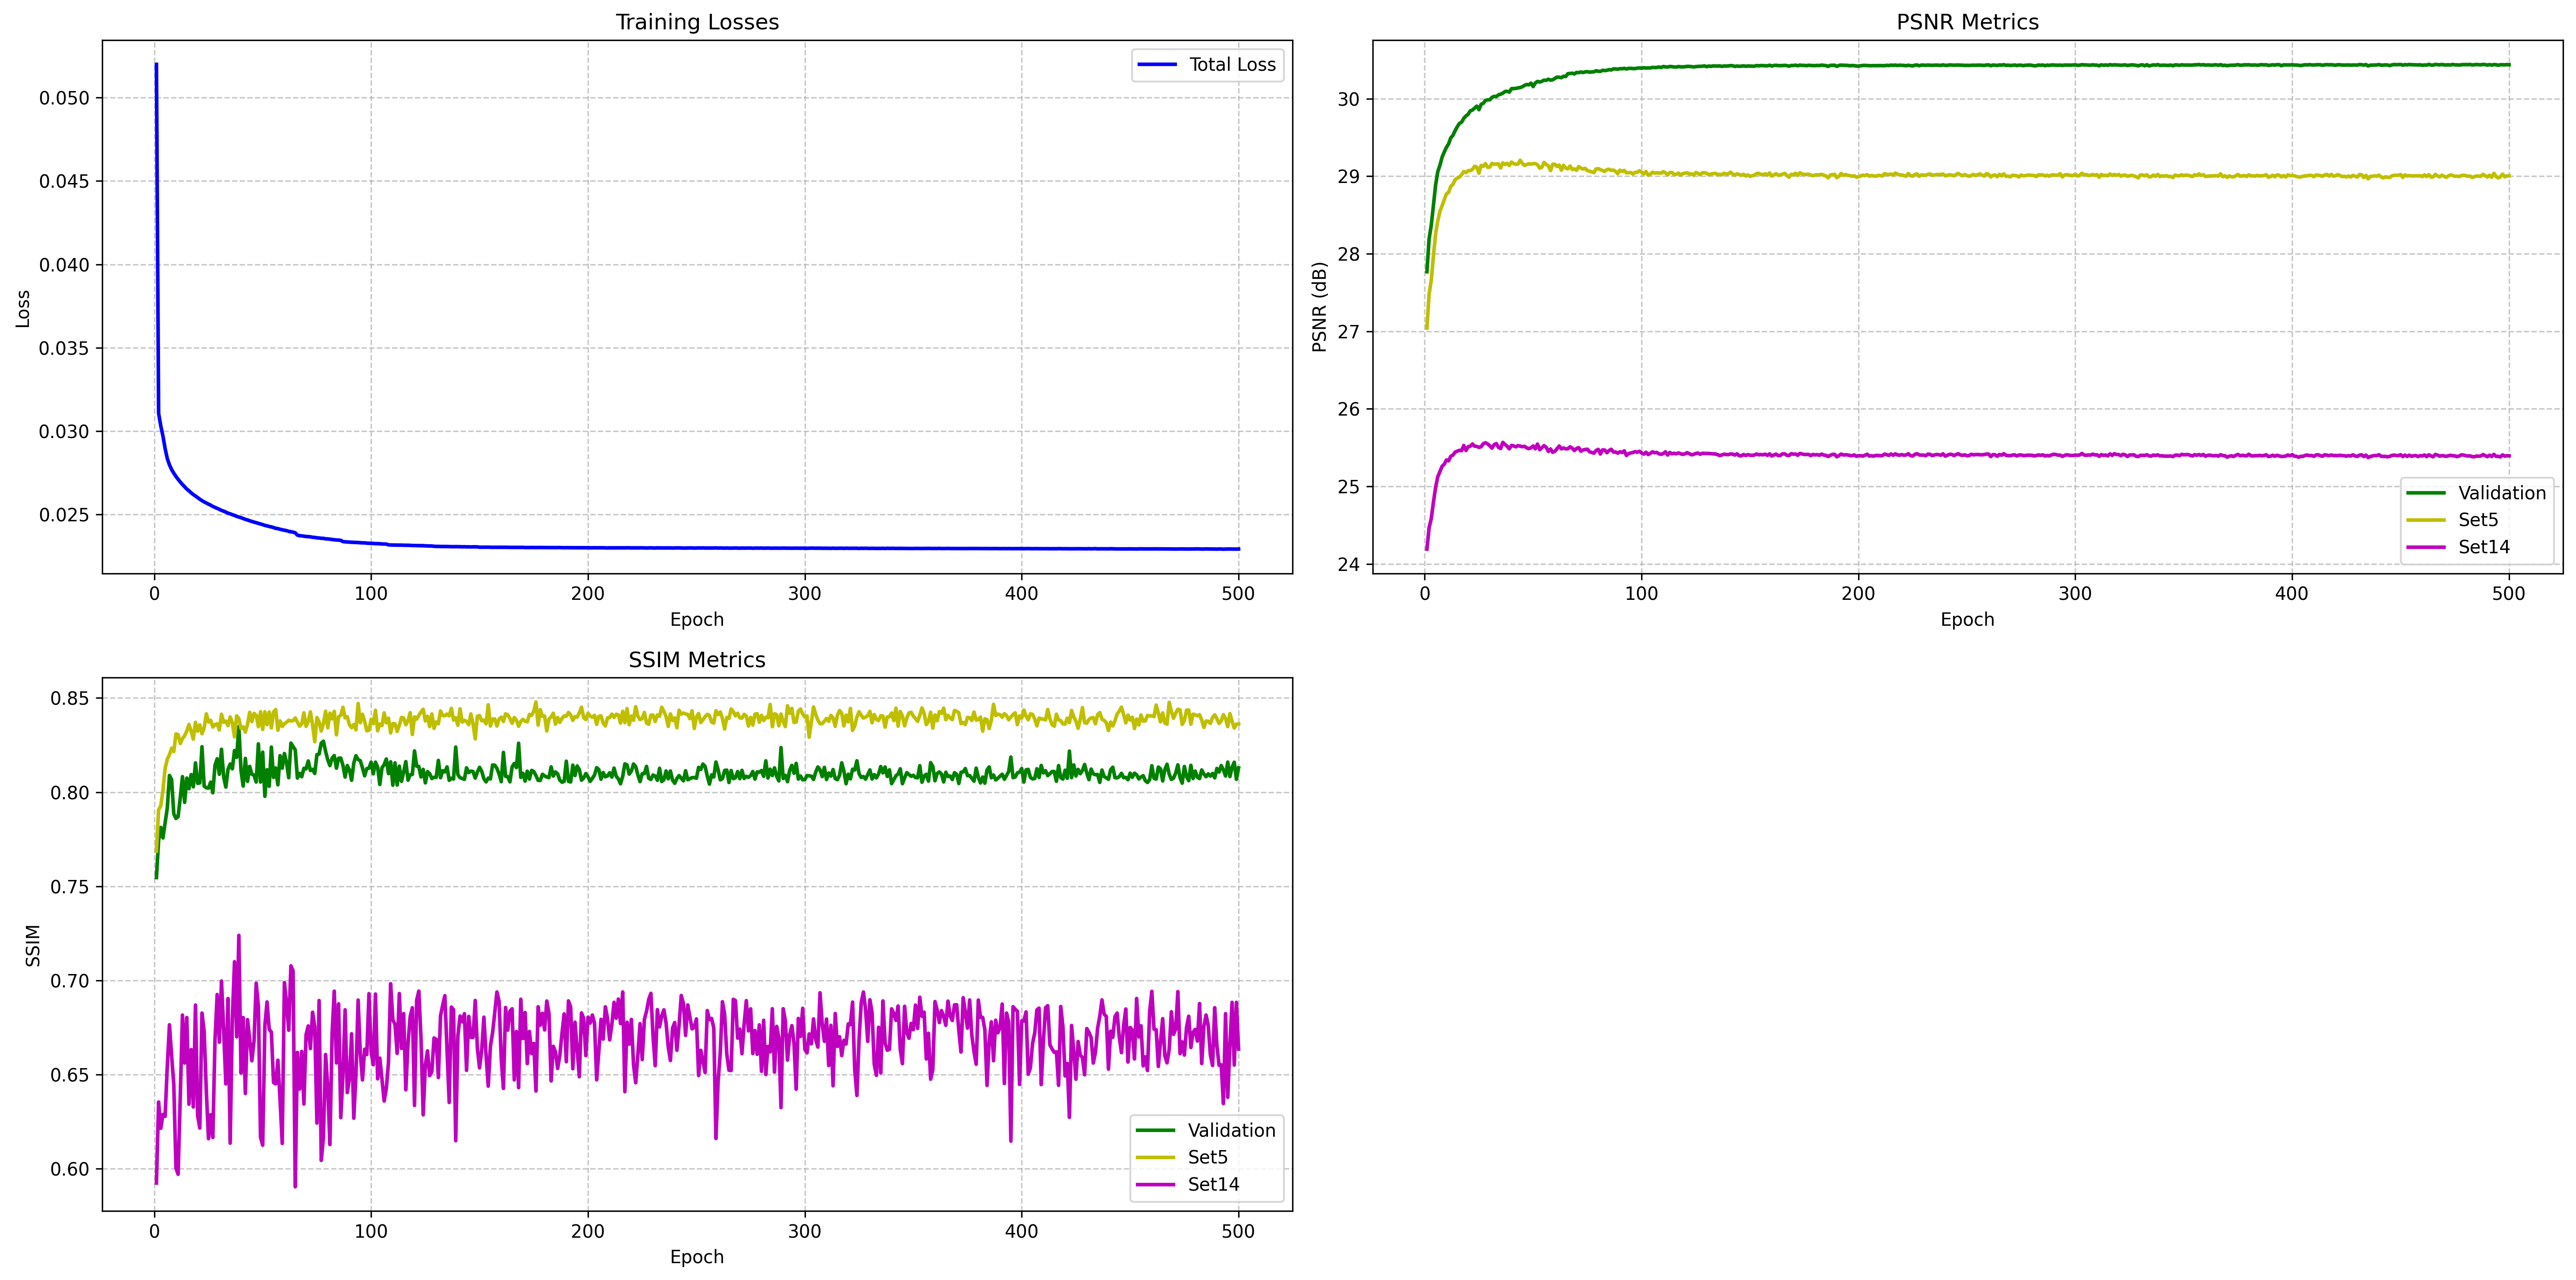 Training Losses
Total Loss
0.050
0.045
0.040
0.035
0.030
0.025
Loss
0 100 200 300 400 500
Epoch
PSNR Metrics
30
29
28
27
26
25
24
PSNR (dB)
Validation
Set5
Set14
0 100 200 300 400 500
Epoch
SSIM Metrics
0.85
0.80
0.75
0.70
0.65
0.60
SSIM
Validation
Set5
Set14
0 100 200 300 400 500
Epoch